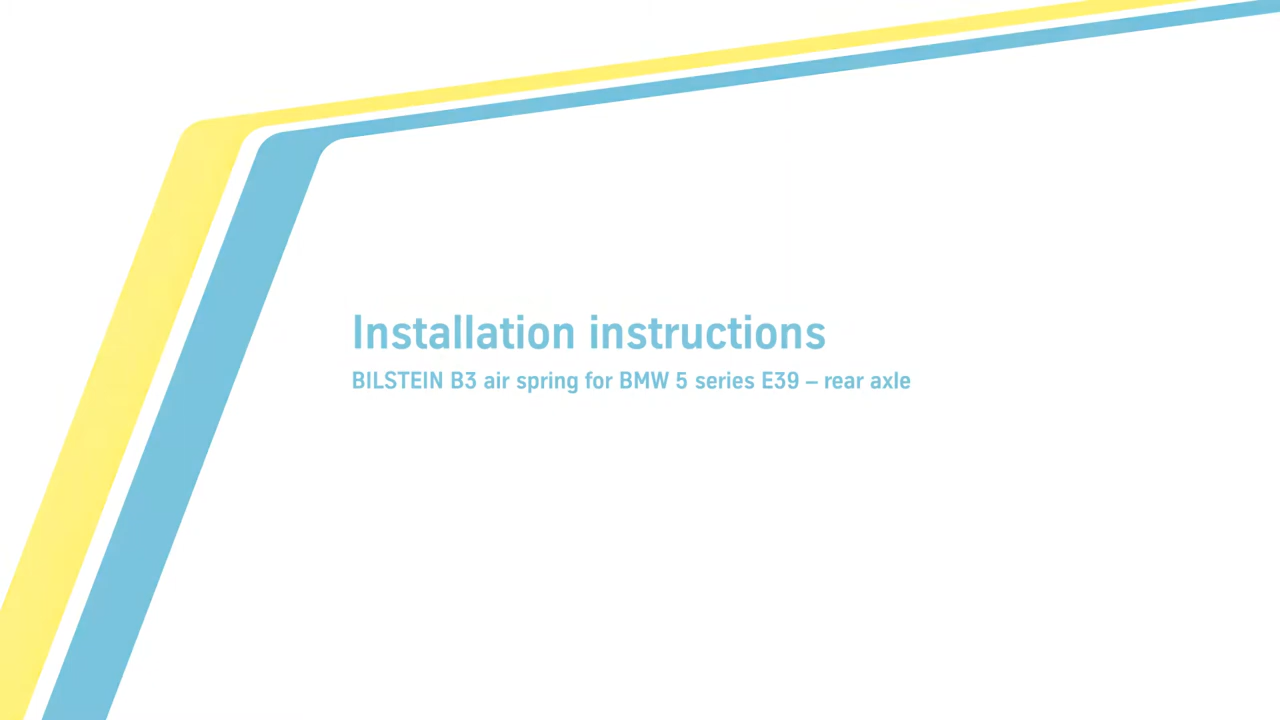 Installation instructions
BILSTEIN B3 air spring for BMW 5 series E39 – rear axle